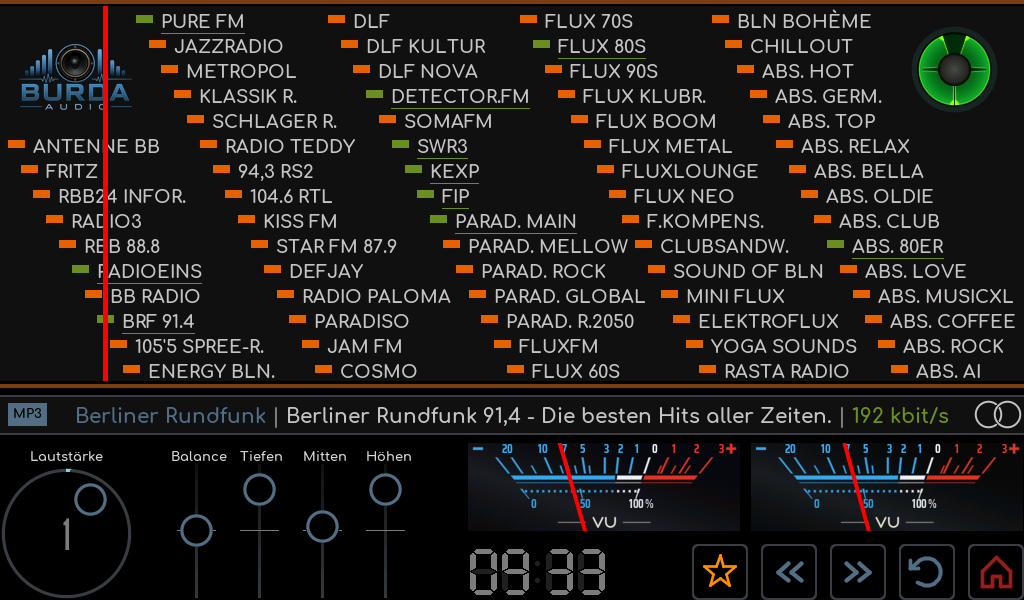 PURE FM DLF FLUX 70S BLN BOHÈME
JAZZRADIO DLF KULTUR FLUX 80S CHILLOUT
METROPOL DLF NOVA FLUX 90S ABS. HOT
BURDA KLASSIK R. DETECTOR.FM FLUX KLUBR. ABS. GERM.
AUDIO
SCHLAGER R. SOMAFM FLUX BOOM ABS. TOP
ANTENNE BB RADIO TEDDY SWR3 FLUX METAL ABS. RELAX
FRITZ 94,3 RS2 KEXP FLUXLOUNGE ABS. BELLA
RBB24 INFOR. 104.6 RTL FIP FLUX NEO ABS. OLDIE
RADIO3 KISS FM PARAD. MAIN F.KOMPENS. ABS. CLUB
RBB 88.8 STAR FM 87.9 PARAD. MELLOW CLUBSANDW. ABS. 80ER
RADIOEINS DEFJAY PARAD. ROCK SOUND OF BLN ABS. LOVE
BB RADIO RADIO PALOMA PARAD. GLOBAL MINI FLUX ABS. MUSICXL
BRF 91.4 PARADISO PARAD. R.2050 ELEKTROFLUX ABS. COFFEE
105'5 SPREE-R. JAM FM FLUXFM YOGA SOUNDS ABS. ROCK
ENERGY BLN. COSMO FLUX 60S RASTA RADIO ABS. AI
MP3 Berliner Rundfunk | Berliner Rundfunk 91,4 - Die besten Hits aller Zeiten. | 192 kbit/s
Lautstärke Balance Tiefen Mitten Höhen
- 20 10 7 5 3 2 1 0 1 2 3 + - 20 10 7 5 3 2 1 0 1 2 3 +
0 50 100 % 0 50 100 %
VU VU
1
09:33